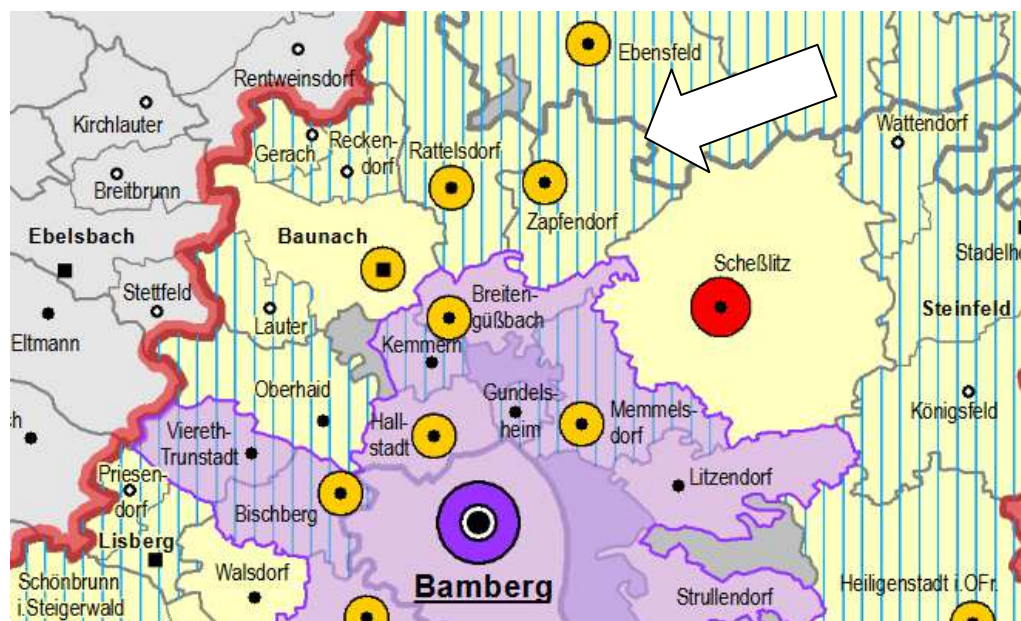 Ebensfeld
Rentweinsdorf
Kirchlauter
Wattendorf
Gerach
Recken-
dorf
Rattelsdorf
Breitbrunn
Zapfendorf
Ebelsbach
Baunach
Stadelh
Scheßlitz
Stettfeld
Breiten-
güßbach
Steinfeld
Lauter
Eltmann
Kemmern
Oberhaid
Gundels-
heim
Königsfeld
Hall-
stadt
Memmels-
dorf
h
Viereth-
Trunstadt
Litzendorf
Priesen-
dorf
Bischberg
Lisberg
Walsdorf
Bamberg
Schönbrunn
i.Steigerwald
Heiligenstadt i.OFr.
Strullendorf